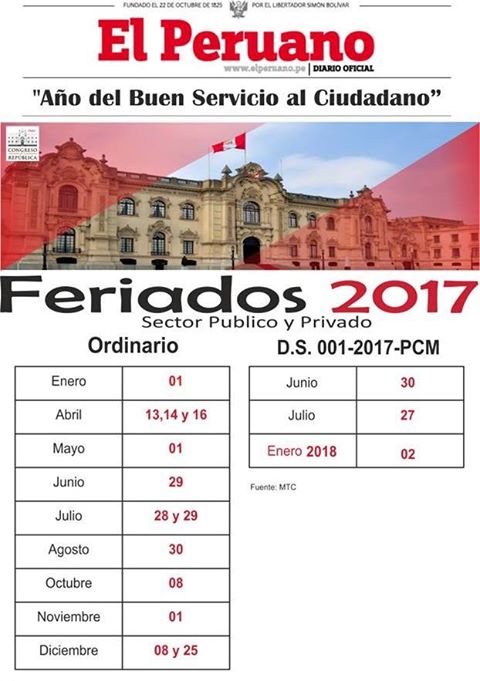 FUNDADO EL 22 DE OCTUBRE DE 1825 POR EL LIBERTADOR SIMÓN BOLÍVAR
El Peruano
www.elperuano.pe | DIARIO OFICIAL
"Año del Buen Servicio al Ciudadano”
CONGRESO
REPÚBLICA
Feriados 2017
Sector Publico y Privado
Ordinario
Enero 01
Abril 13,14 y 16
Mayo 01
Junio 29
Julio 28 y 29
Agosto 30
Octubre 08
Noviembre 01
Diciembre 08 y 25
D.S. 001-2017-PCM
Junio 30
Julio 27
Enero 2018 02
Fuente: MTC